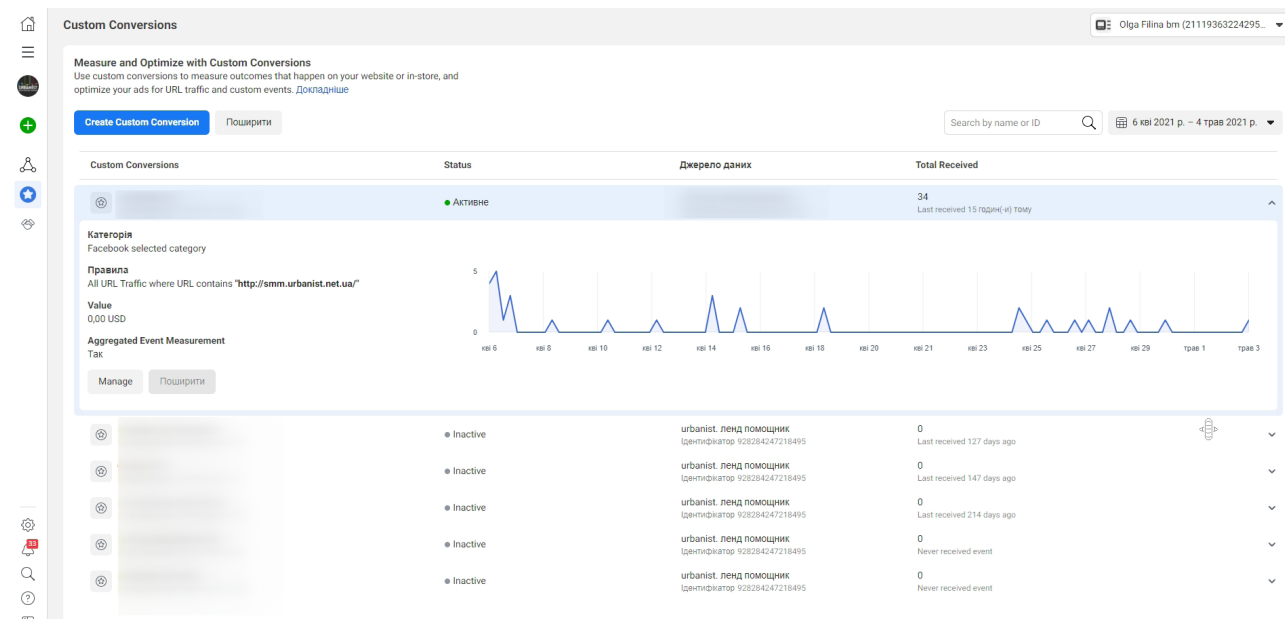 Custom Conversions
Olga Filina bm (21119363224295...
Measure and Optimize with Custom Conversions
Use custom conversions to measure outcomes that happen on your website or in-store, and
optimize your ads for URL traffic and custom events. Докладніше
Create Custom Conversion
Поширити
Search by name or ID
6 кві 2021 р. – 4 трав 2021 р.
Custom Conversions
Status
Джерело даних
Total Received
Активне
34
Last received 15 годин(-и) тому
Категорія
Facebook selected category
Правила
All URL Traffic where URL contains "http://smm.urbanist.net.ua/"
Value
0,00 USD
Aggregated Event Measurement
Так
Manage
Поширити
5
0
кві 6
кві 8
кві 10
кві 12
кві 14
кві 16
кві 18
кві 20
кві 21
кві 23
кві 25
кві 27
кві 29
трав 1
трав 3
Inactive
urbanist. ленд помощник
Ідентифікатор 928284247218495
0
Last received 127 days ago
Inactive
urbanist. ленд помощник
Ідентифікатор 928284247218495
0
Last received 147 days ago
Inactive
urbanist. ленд помощник
Ідентифікатор 928284247218495
0
Last received 214 days ago
Inactive
urbanist. ленд помощник
Ідентифікатор 928284247218495
0
Never received event
Inactive
urbanist. ленд помощник
Ідентифікатор 928284247218495
0
Never received event
33